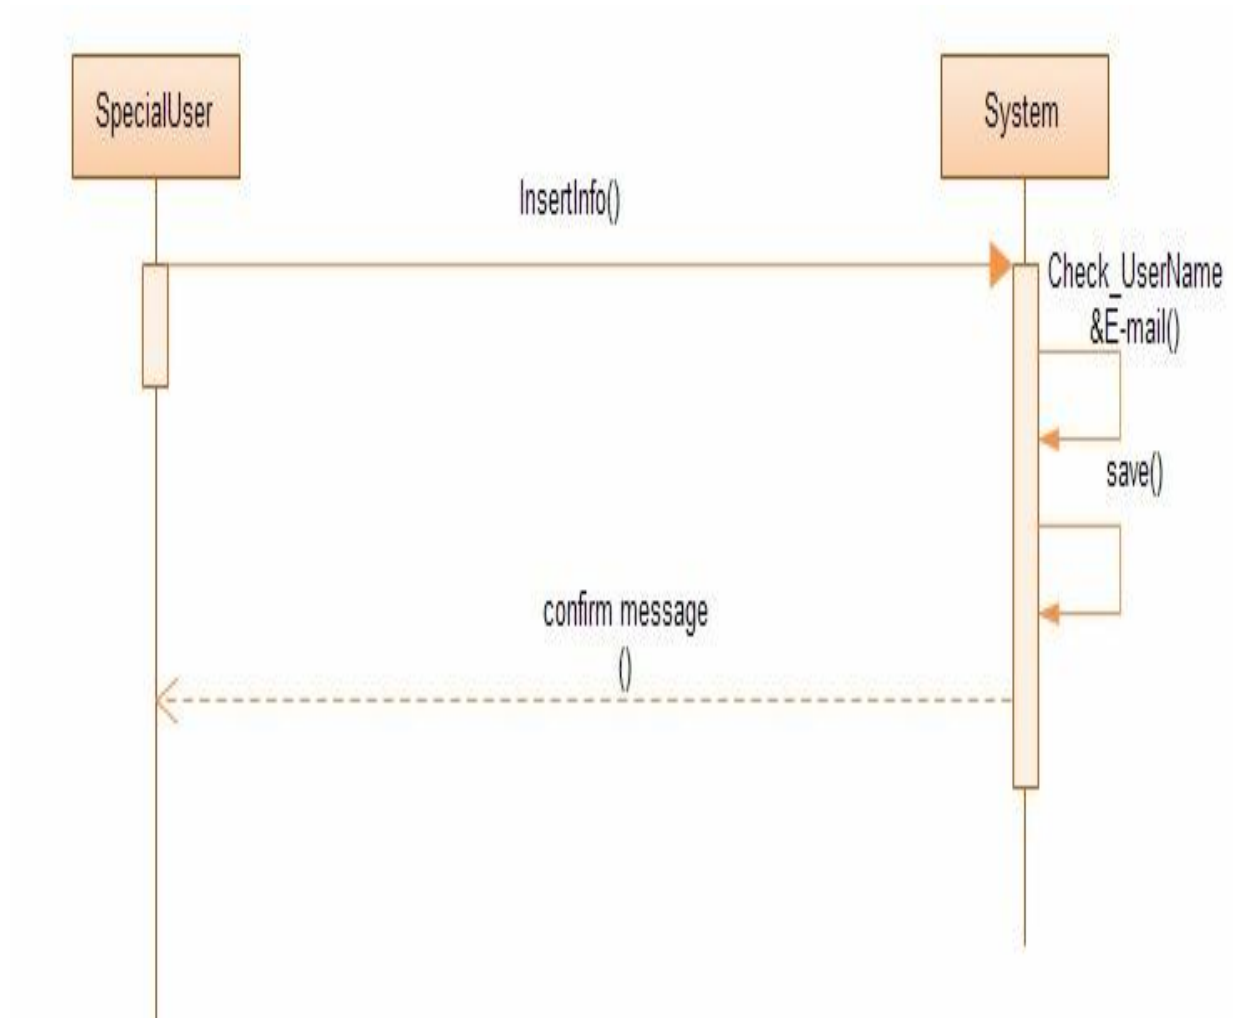 SpecialUser
System
InsertInfo()
Check_UserName
&E-mail()
save()
confirm message
()